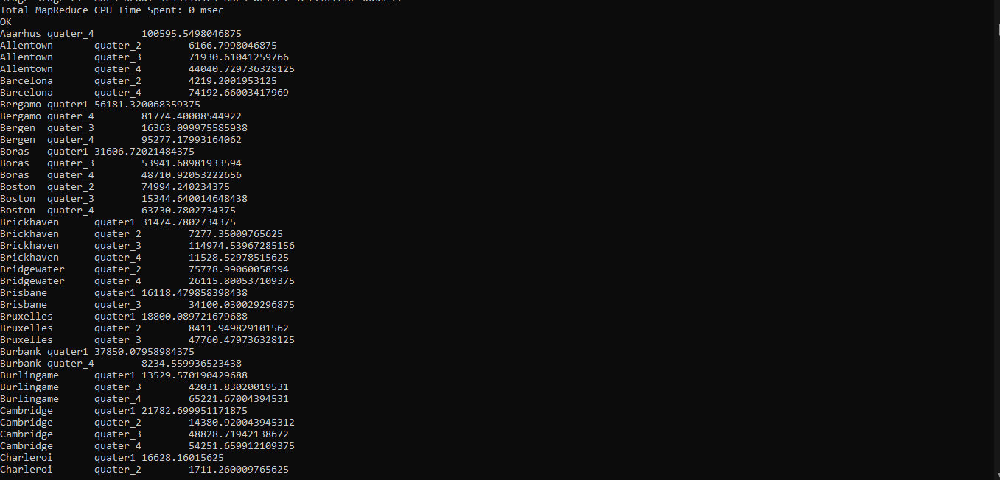 Total MapReduce CPU Time Spent: 0 msec
OK
Aaarhus quater_4 100595.5498046875
Allentown quater_2 6166.7998046875
Allentown quater_3 71930.61041259766
Allentown quater_4 44040.729736328125
Barcelona quater_2 4219.2001953125
Barcelona quater_4 74192.66003417969
Bergamo quater1 56181.320068359375
Bergamo quater_4 81774.40008544922
Bergen quater_3 16363.099975585938
Bergen quater_4 95277.17993164062
Boras quater1 31606.72021484375
Boras quater_3 53941.68981933594
Boras quater_4 48710.92053222656
Boston quater_2 74994.240234375
Boston quater_3 15344.640014648438
Boston quater_4 63730.7802734375
Brickhaven quater1 31474.7802734375
Brickhaven quater_2 7277.35009765625
Brickhaven quater_3 114974.53967285156
Brickhaven quater_4 11528.52978515625
Bridgewater quater_2 75778.99060058594
Bridgewater quater_4 26115.800537109375
Brisbane quater1 16118.479858398438
Brisbane quater_3 34100.030029296875
Bruxelles quater1 18800.089721679688
Bruxelles quater_2 8411.949829101562
Bruxelles quater_3 47760.479736328125
Burbank quater1 37850.07958984375
Burbank quater_4 8234.559936523438
Burlingame quater1 13529.570190429688
Burlingame quater_3 42031.83020019531
Burlingame quater_4 65221.67004394531
Cambridge quater1 21782.699951171875
Cambridge quater_2 14380.920043945312
Cambridge quater_3 48828.71942138672
Cambridge quater_4 54251.659912109375
Charleroi quater1 16628.16015625
Charleroi quater_2 1711.260009765625